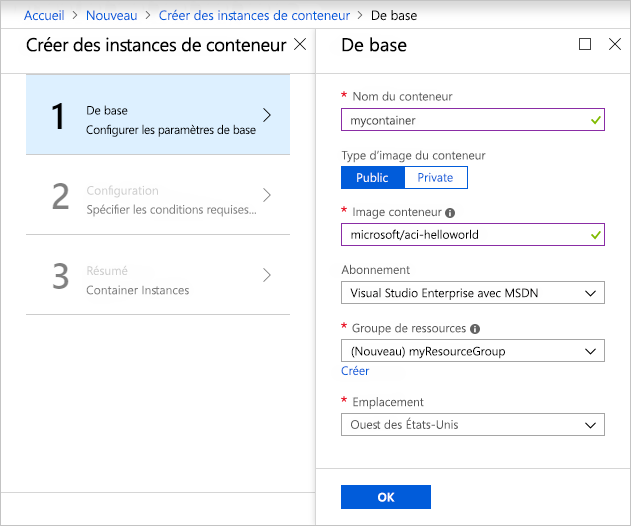 Accueil > Nouveau > Créer des instances de conteneur > De base
Créer des instances de conteneur
1
De base
Configurer les paramètres de base
2
Configuration
Spécifier les conditions requises...
3
Résumé
Container Instances
De base
* Nom du conteneur
mycontainer
Type d'image du conteneur
Public Private
* Image conteneur
microsoft/aci-helloworld
Abonnement
Visual Studio Enterprise avec MSDN
* Groupe de ressources
(Nouveau) myResourceGroup
Créer
* Emplacement
Ouest des États-Unis
OK